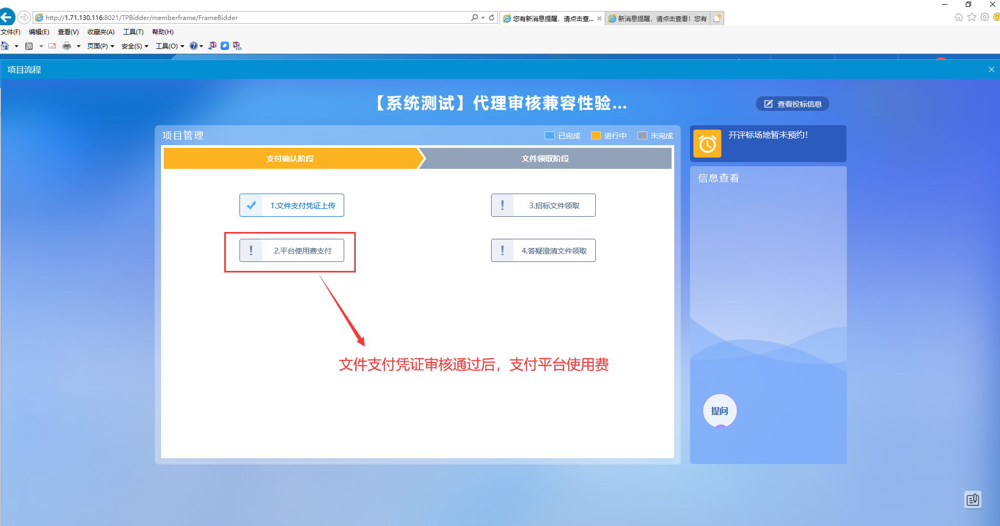 http://1.71.130.116:8021/TPBidder/memberframe/FrameBidder
您有新消息提醒，请点击查...
新消息提醒，请点击查看！您有
文件(F) 编辑(E) 查看(V) 收藏夹(A) 工具(T) 帮助(H)
页面(P) 安全(S) 工具(O)
项目流程
【系统测试】代理审核兼容性验...
查看投标信息
项目管理
已完成 进行中 未完成
开评标场地暂未预约！
支付确认阶段
文件领取阶段
信息查看
1.文件支付凭证上传
3.招标文件领取
2.平台使用费支付
4.答疑澄清文件领取
文件支付凭证审核通过后，支付平台使用费
提问